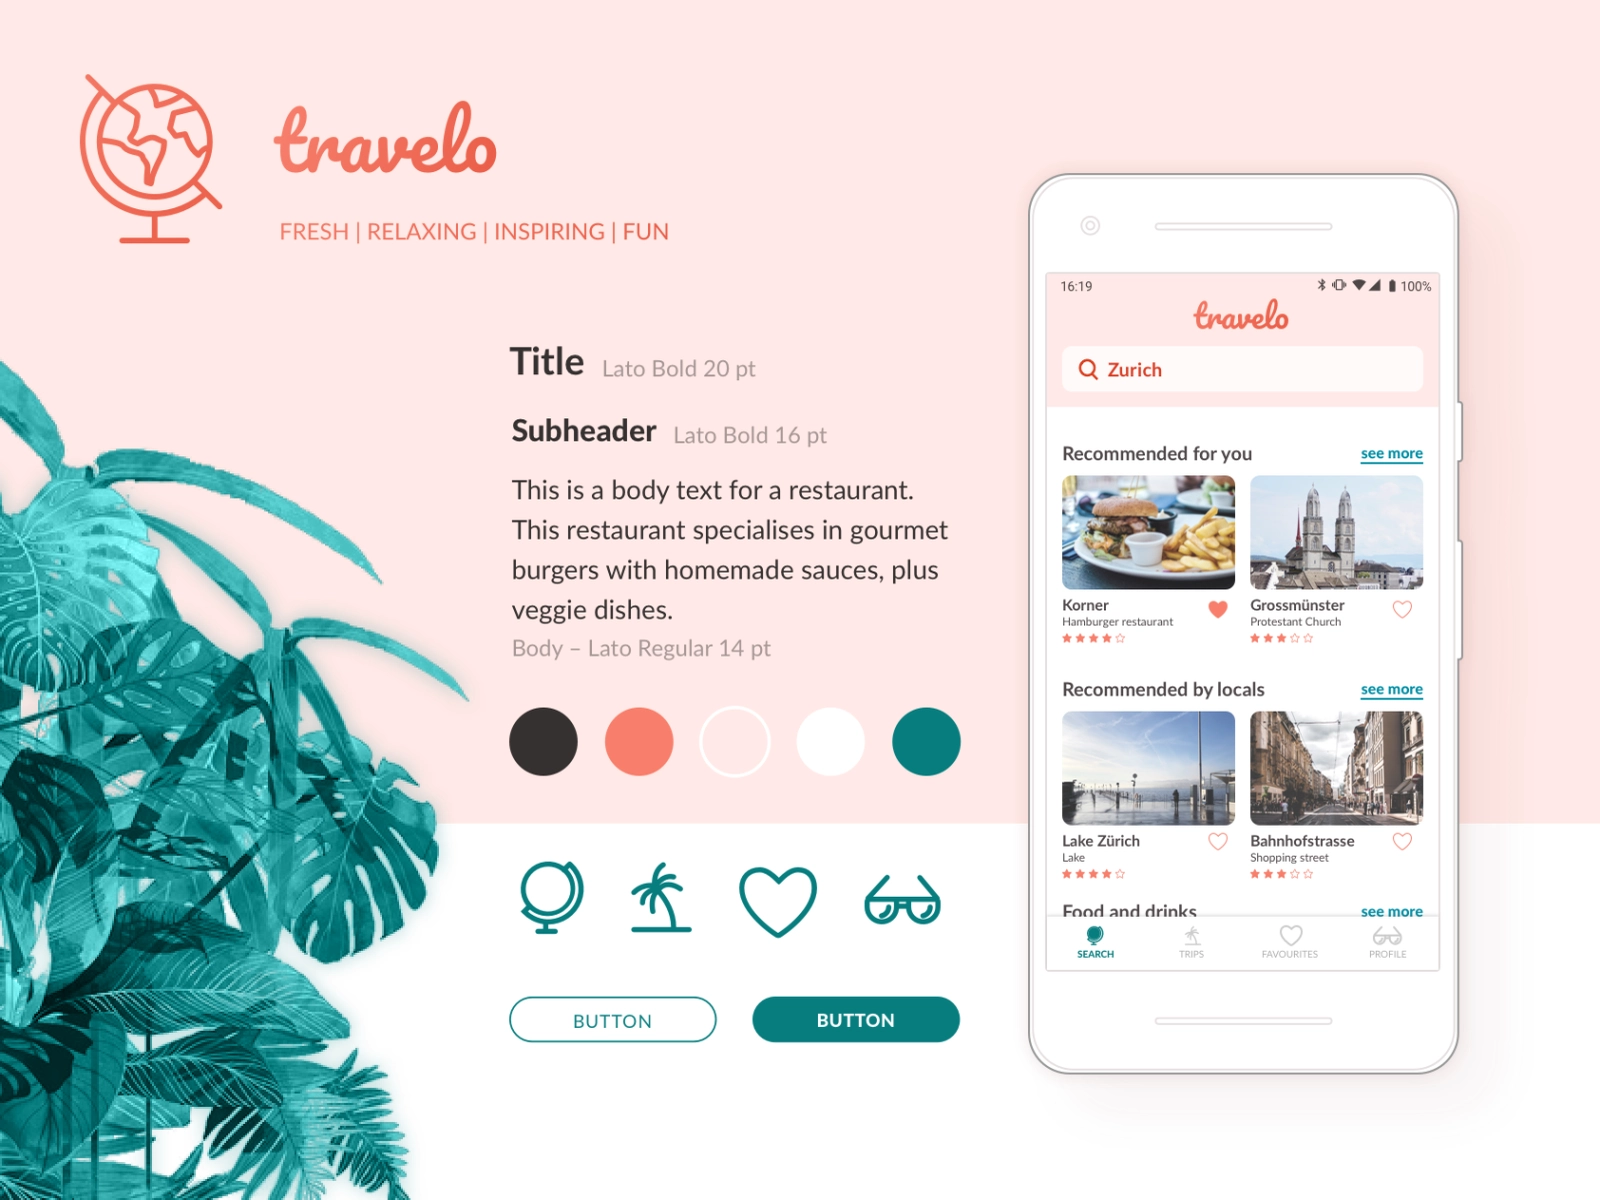 travelo
FRESH | RELAXING | INSPIRING | FUN
Title Lato Bold 20 pt
Subheader Lato Bold 16 pt
This is a body text for a restaurant.
This restaurant specialises in gourmet
burgers with homemade sauces, plus
veggie dishes.
Body – Lato Regular 14 pt
BUTTON
BUTTON
16:19
100%
travelo
Zurich
Recommended for you
see more
Korner
Hamburger restaurant
Grossmünster
Protestant Church
Recommended by locals
see more
Lake Zürich
Lake
Bahnhofstrasse
Shopping street
Food and drinks
see more
SEARCH
TRIPS
FAVOURITES
PROFILE